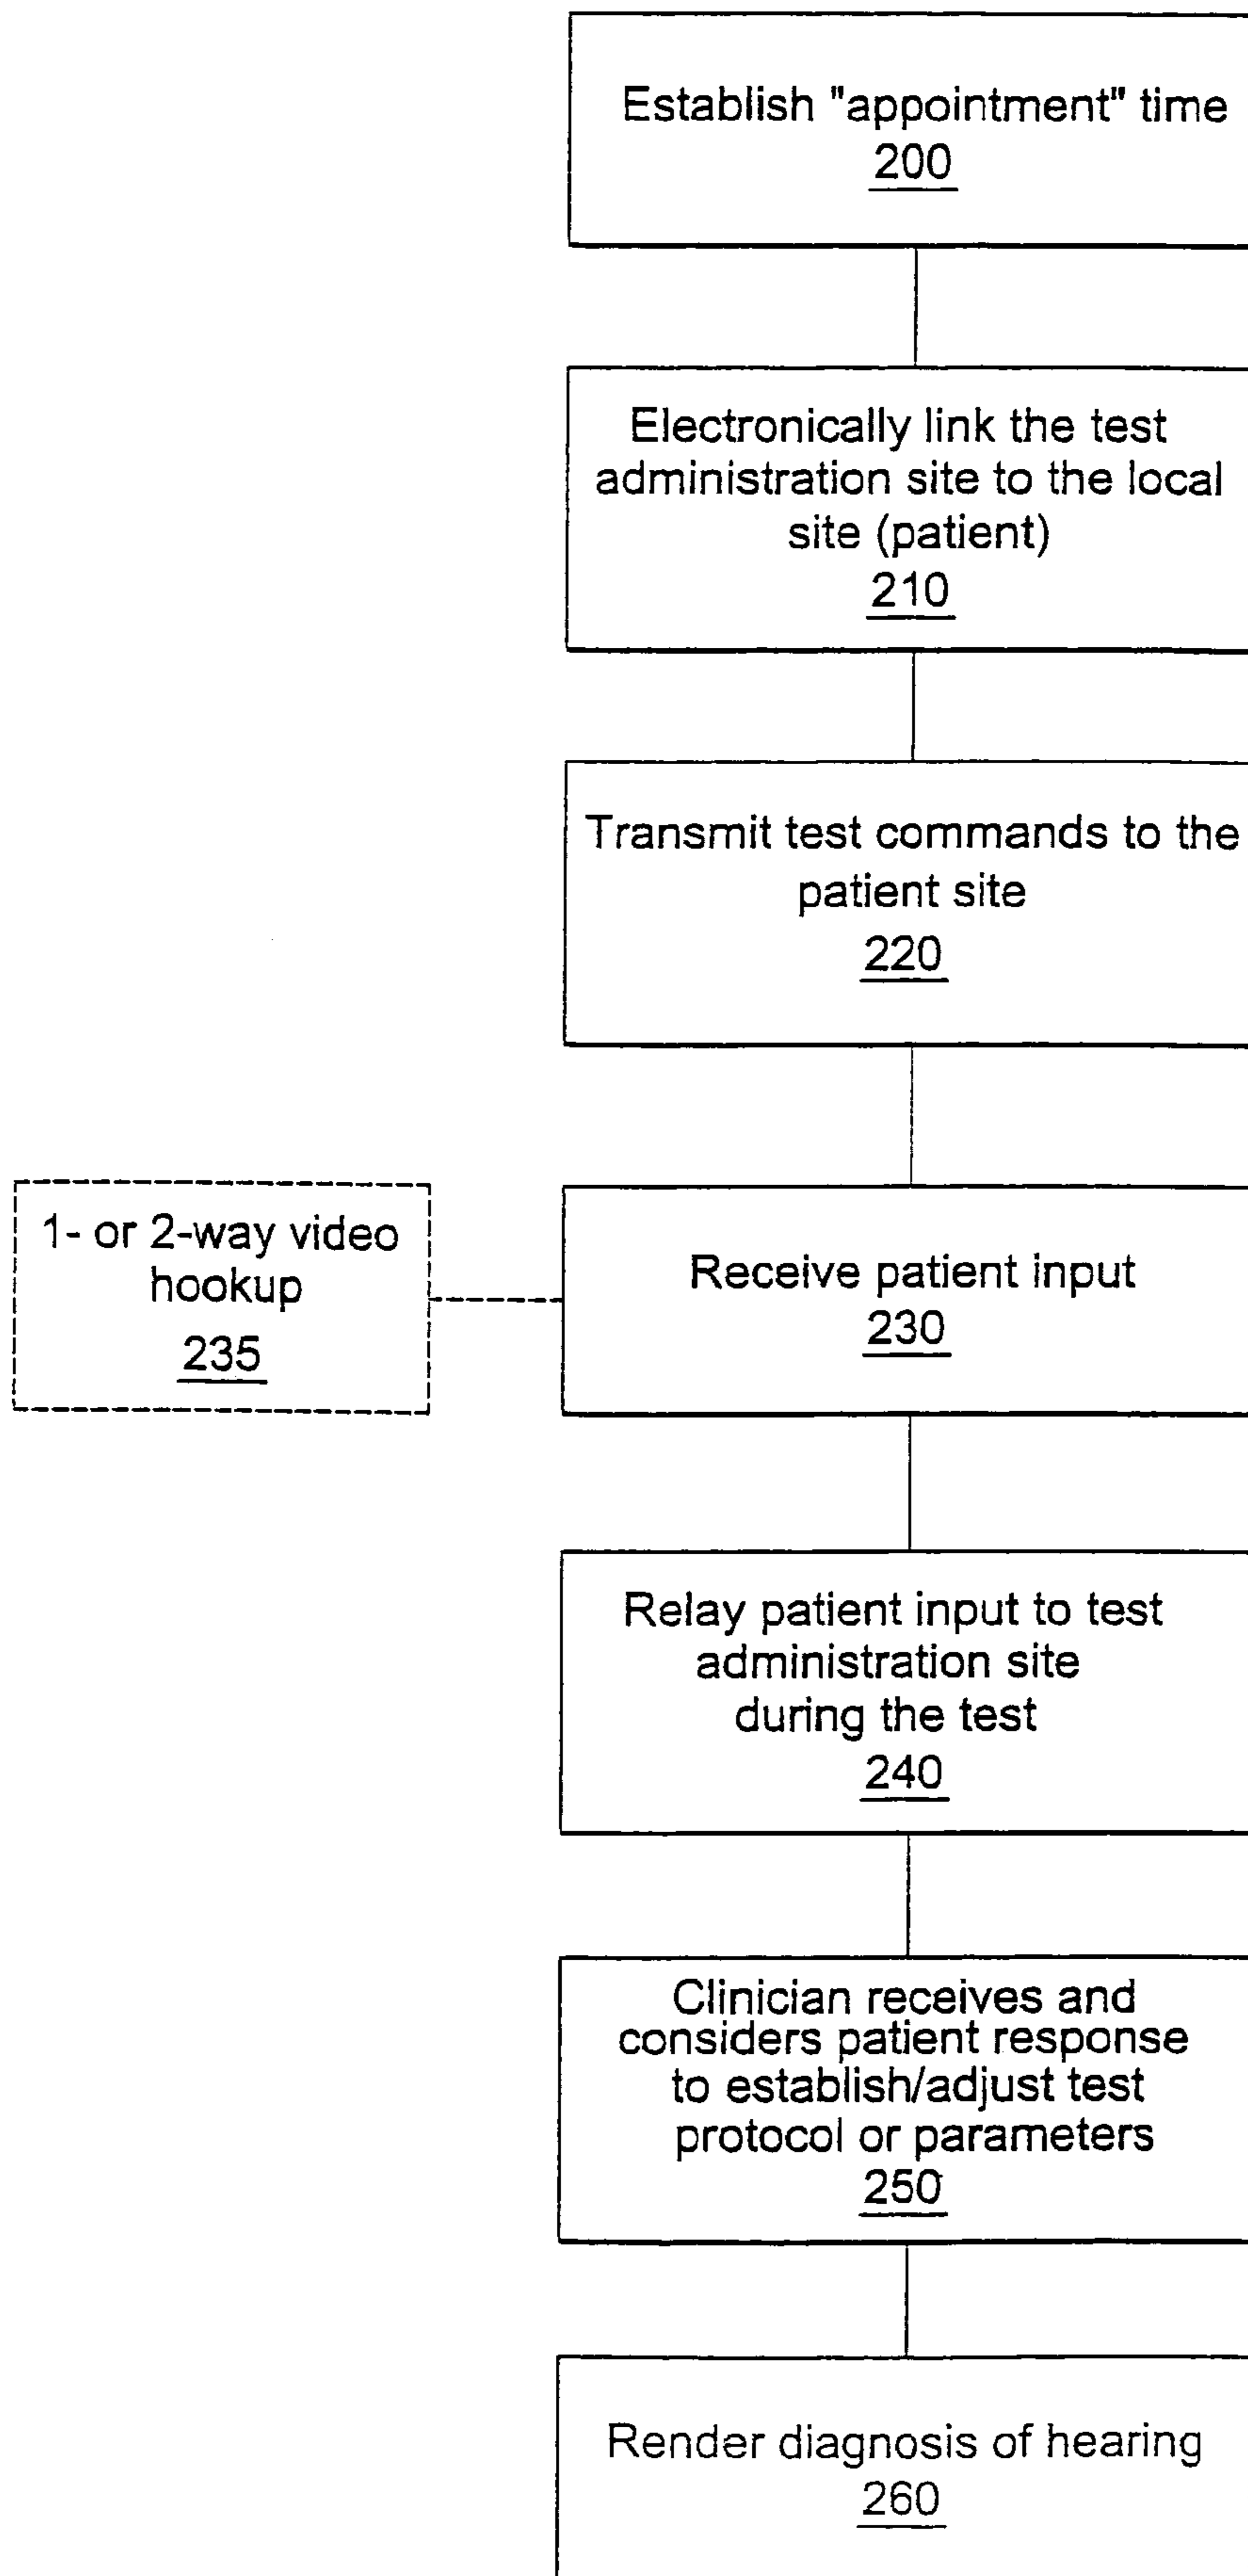 Establish "appointment" time
200
Electronically link the test
administration site to the local
site (patient)
210
Transmit test commands to the
patient site
220
1- or 2-way video
hookup
235
Receive patient input
230
Relay patient input to test
administration site
during the test
240
Clinician receives and
considers patient response
to establish/adjust test
protocol or parameters
250
Render diagnosis of hearing
260